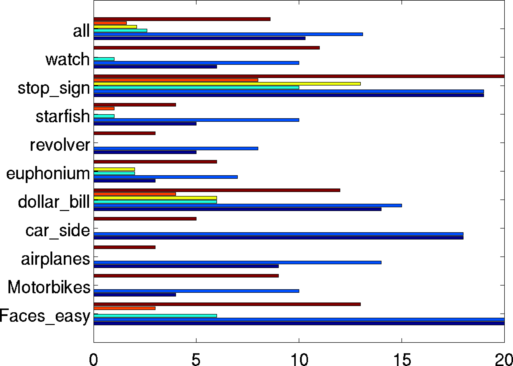 all
watch
stop_sign
starfish
revolver
euphonium
dollar_bill
car_side
airplanes
Motorbikes
Faces_easy
0 5 10 15 20